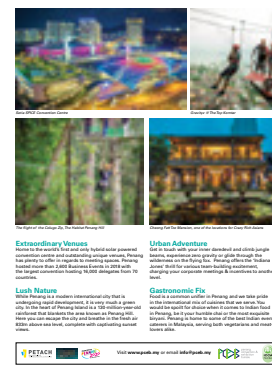 Setia SPICE Convention Centre
Gravityz @ The Top Komtar
The flight of the Colugo Zip, The Habitat Penang Hill
Cheong Fatt Tze Mansion, one of the locations for Crazy Rich Asians
Extraordinary Venues
Home to the world's first and only hybrid solar powered
convention centre and outstanding unique venues, Penang
has plenty to offer in regards to meeting spaces. Penang
hosted more than 2,600 Business Events in 2019 with
the largest convention hosting 16,000 delegates from 70
countries.
Lush Nature
While Penang is a modern international city that is
undergoing rapid development, it is very much a green
city. In the heart of Penang Island is a 130-million-year-old
rainforest that blankets the area known as Penang Hill.
Here you can escape the city and breathe in the fresh air
833m above sea level, complete with captivating sunset
views.
Urban Adventure
Get in touch with your inner daredevil and climb jungle
beams, experience zero gravity or glide through the
wilderness on the flying fox. Penang offers the 'Indiana
Jones' thrill for various team-building excitement,
charging your corporate meetings & incentives to anothe
level.
Gastronomic Fix
Food is a common unifier in Penang and we take pride
in the international mix of cuisines that we serve. You
would be spoilt for choice when it comes to Indian food
in Penang, be it your humble chai or the most exquisite
biryani. Penang is home to some of the best Indian event
caterers in Malaysia, serving both vegetarians and meat
lovers alike.
PETACH
Visit www.pceb.my or email info@pceb.my